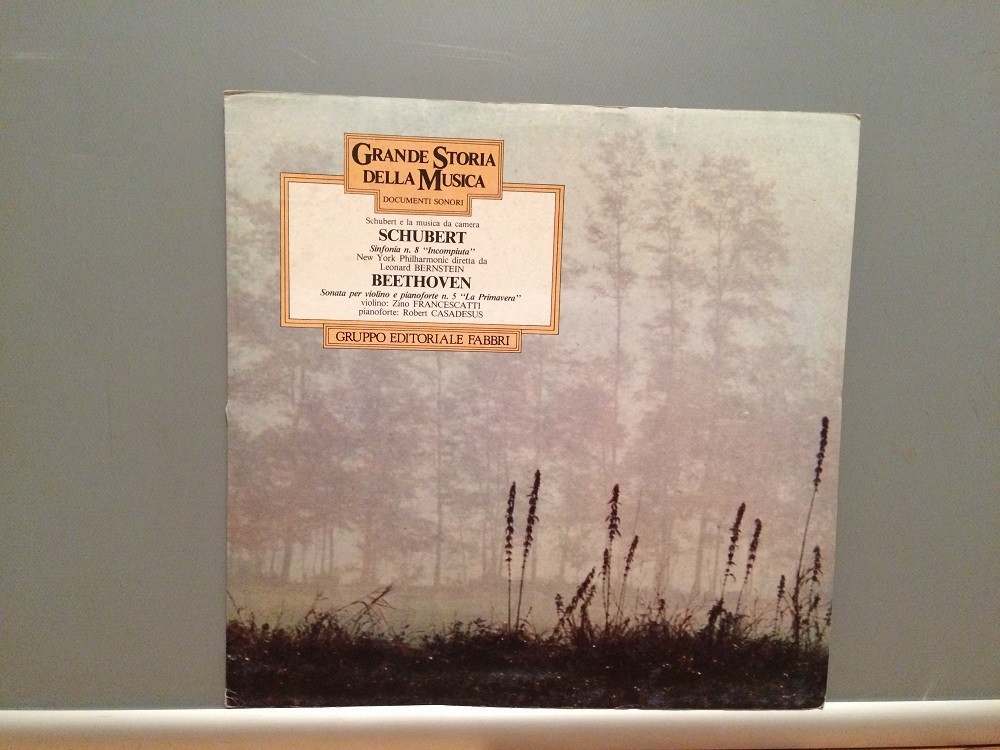 GRANDE STORIA
DELLA MUSICA
DOCUMENTI SONORI
Schubert e la musica da camera
SCHUBERT
Sinfonia n. 8 "Incompiuta"
New York Philharmonic diretta da
Leonard BERNSTEIN
BEETHOVEN
Sonata per violino e pianoforte n. 5 "La Primavera"
violino: Zino FRANCESCATTI
pianoforte: Robert CASADESUS
GRUPPO EDITORIALE FABBRI